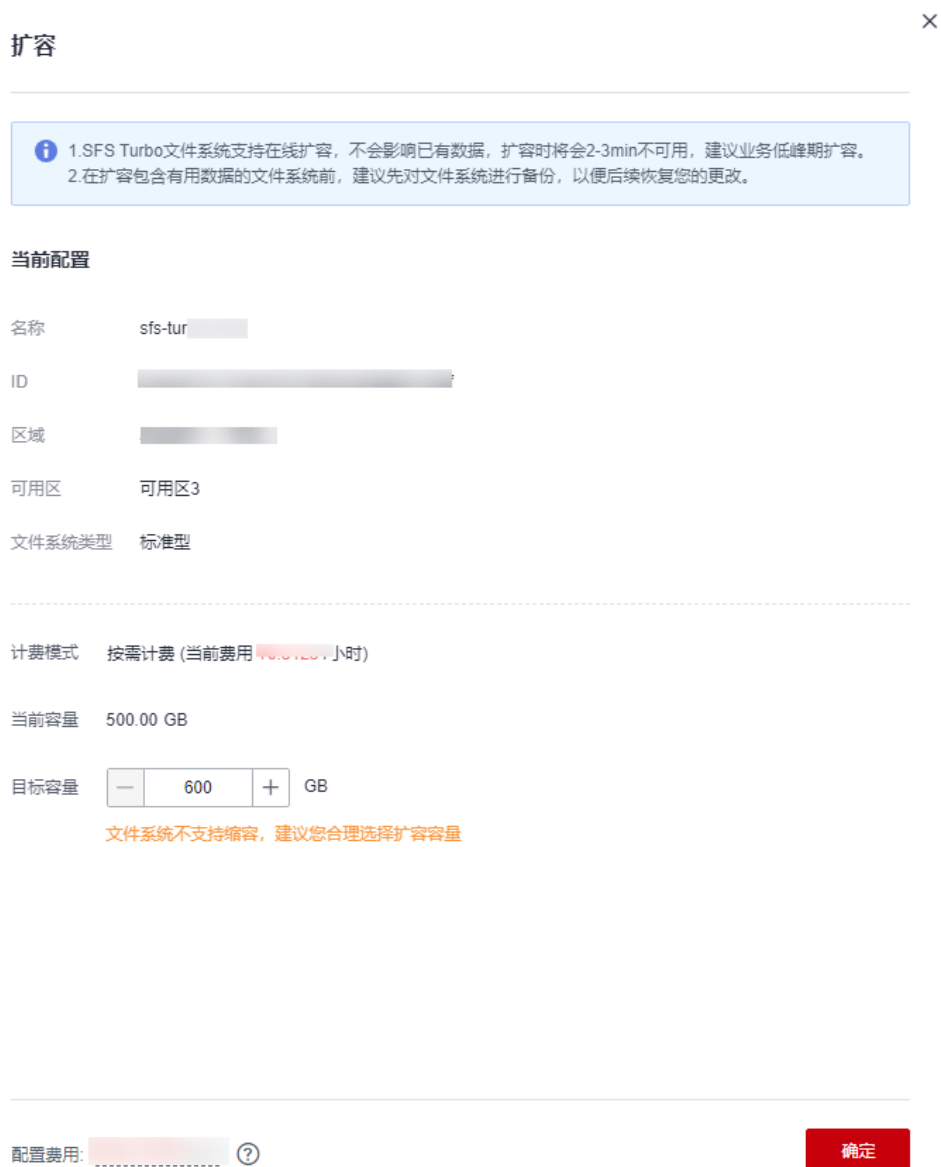 扩容
1.SFS Turbo文件系统支持在线扩容，不会影响已有数据，扩容时将会2-3min不可用，建议业务低峰期扩容。
2.在扩容包含有用数据的文件系统前，建议先对文件系统进行备份，以便后续恢复您的更改。
当前配置
名称 sfs-tur
ID
区域
可用区 可用区3
文件系统类型 标准型
计费模式 按需计费 (当前费用 小时)
当前容量 500.00 GB
目标容量 — 600 + GB
文件系统不支持缩容，建议您合理选择扩容容量
配置费用: ? 确定